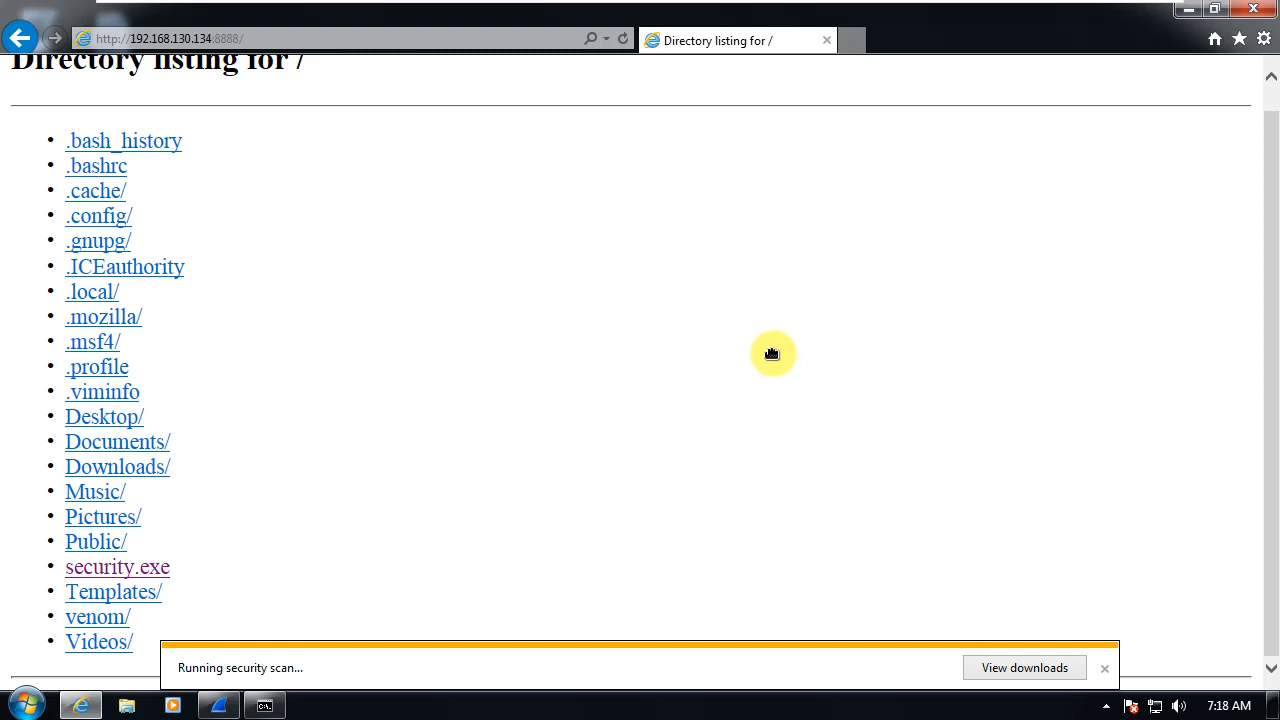 http://192.168.130.134:8888/
Directory listing for /
Directory listing for /
.bash_history
.bashrc
.cache/
.config/
.gnupg/
.ICEauthority
.local/
.mozilla/
.msf4/
.profile
.viminfo
Desktop/
Documents/
Downloads/
Music/
Pictures/
Public/
security.exe
Templates/
venom/
Videos/
Running security scan...
View downloads
7:18 AM